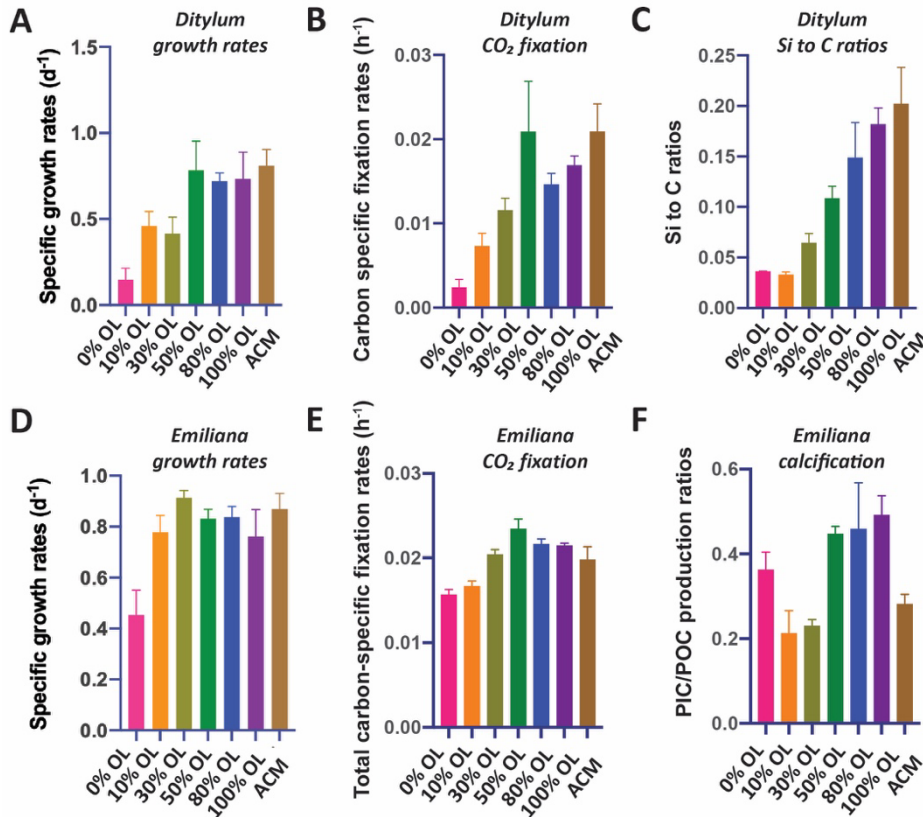 A
Ditylum
growth rates
Specific growth rates (d⁻¹)
1.5
1.0
0.5
0.0
0% OL
10% OL
30% OL
50% OL
80% OL
100% OL
ACM
B
Ditylum
CO₂ fixation
Carbon specific fixation rates (h⁻¹)
0.03
0.02
0.01
0.00
0% OL
10% OL
30% OL
50% OL
80% OL
100% OL
ACM
C
Ditylum
Si to C ratios
Si to C ratios
0.25
0.20
0.15
0.10
0.05
0.00
0% OL
10% OL
30% OL
50% OL
80% OL
100% OL
ACM
D
Emiliana
growth rates
Specific growth rates (d⁻¹)
1.0
0.8
0.6
0.4
0.2
0.0
0% OL
10% OL
30% OL
50% OL
80% OL
100% OL
ACM
E
Emiliana
CO₂ fixation
Total carbon-specific fixation rates (h⁻¹)
0.03
0.02
0.01
0.00
0% OL
10% OL
30% OL
50% OL
80% OL
100% OL
ACM
F
Emiliana
calcification
PIC/POC production ratios
0.6
0.4
0.2
0.0
0% OL
10% OL
30% OL
50% OL
80% OL
100% OL
ACM